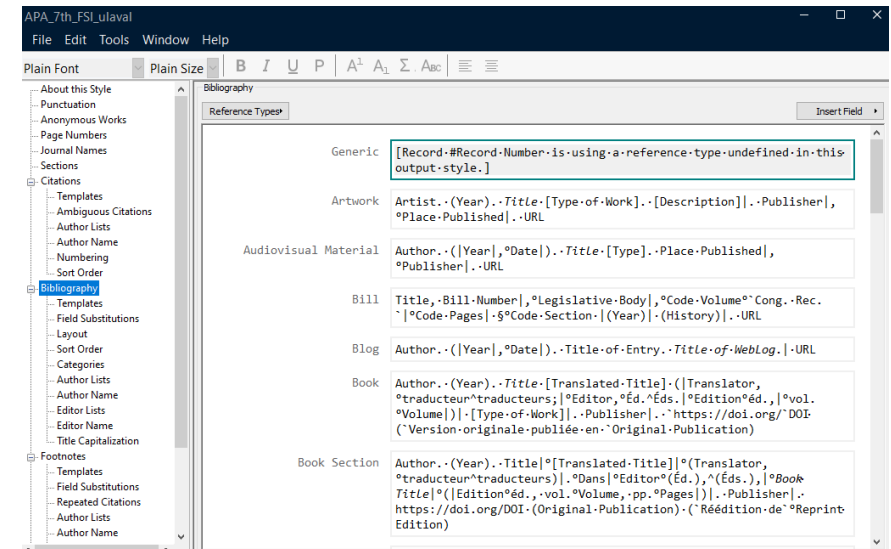 APA_7th_FSI_ulaval
File Edit Tools Window Help
Plain Font Plain Size B I U P A¹ A₁ Σ ABC
About this Style
Punctuation
Anonymous Works
Page Numbers
Journal Names
Sections
Citations
Templates
Ambiguous Citations
Author Lists
Author Name
Numbering
Sort Order
Bibliography
Templates
Field Substitutions
Layout
Sort Order
Categories
Author Lists
Author Name
Editor Lists
Editor Name
Title Capitalization
Footnotes
Templates
Field Substitutions
Repeated Citations
Author Lists
Author Name
Bibliography
Reference Types
Insert Field
Generic
[Record·#Record·Number·is·using·a·reference·type·undefined·in·this·
output·style.]
Artwork
Artist.·(Year).·Title·[Type·of·Work].·[Description]|.·Publisher|,
°Place·Published|.·URL
Audiovisual Material
Author.·(|Year|,°Date|).·Title·[Type].·Place·Published|,
°Publisher|.·URL
Bill
Title,·Bill·Number|,°Legislative·Body|,°Code·Volume°`Cong.·Rec.
`|°Code·Pages|·§°Code·Section·|(Year)|·(History)|.·URL
Blog
Author.·(|Year|,°Date|).·Title·of·Entry.·Title·of·WebLog.|·URL
Book
Author.·(Year).·Title·[Translated·Title]·(|Translator,
°traducteur^traducteurs;|°Editor,°Éd.^Éds.|°Edition°éd.,|°vol.
°Volume|)|·[Type·of·Work]|.·Publisher|.·`https://doi.org/`DOI·
(`Version·originale·publiée·en·`Original·Publication)
Book Section
Author.·(Year).·Title|°[Translated·Title]|°(Translator,
°traducteur^traducteurs)|.°Dans|°Editor°(Éd.),^(Éds.),|°Book·
Title|°(|Edition°éd.,·vol.°Volume,·pp.°Pages|)|.·Publisher|.·
https://doi.org/DOI·(Original·Publication)·(`Réédition·de`°Reprint·
Edition)